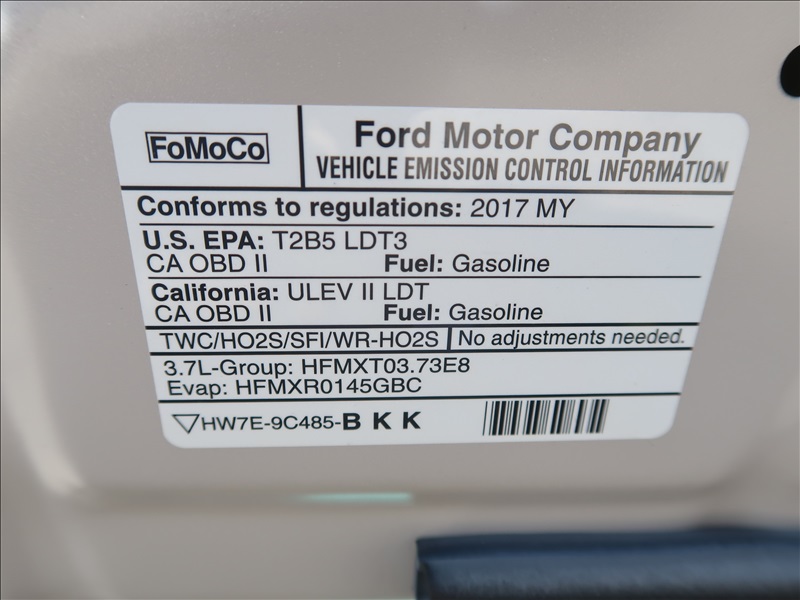 FoMoCo
Ford Motor Company
VEHICLE EMISSION CONTROL INFORMATION
Conforms to regulations: 2017 MY
U.S. EPA: T2B5 LDT3
CA OBD II Fuel: Gasoline
California: ULEV II LDT
CA OBD II Fuel: Gasoline
TWC/HO2S/SFI/WR-HO2S No adjustments needed.
3.7L-Group: HFMXT03.73E8
Evap: HFMXR0145GBC
HW7E-9C485-B K K